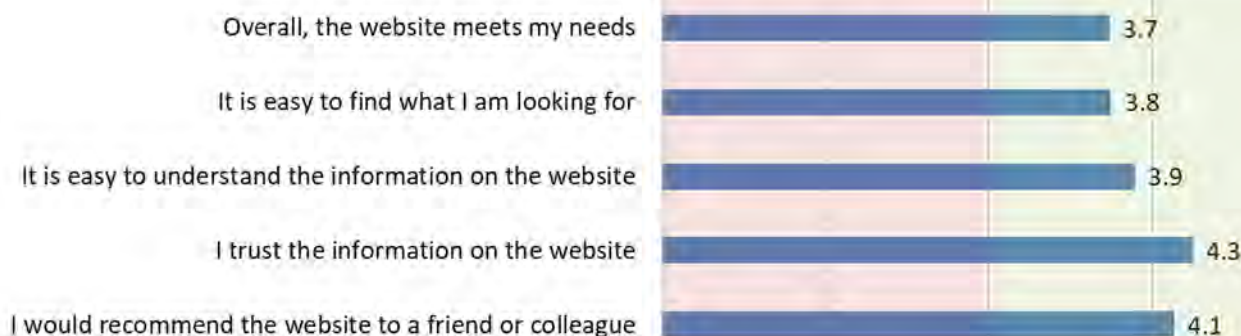 Overall, the website meets my needs 3.7
It is easy to find what I am looking for 3.8
It is easy to understand the information on the website 3.9
I trust the information on the website 4.3
I would recommend the website to a friend or colleague 4.1